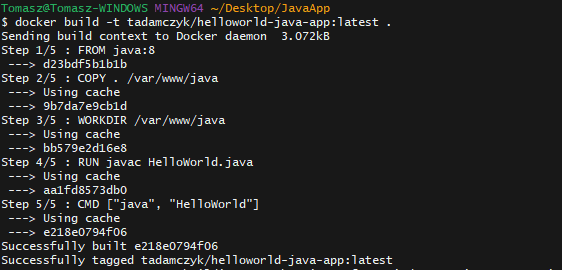 Tomasz@Tomasz-WINDOWS MINGW64 ~/Desktop/JavaApp
$ docker build -t tadamczyk/helloworld-java-app:latest .
Sending build context to Docker daemon  3.072kB
Step 1/5 : FROM java:8
 ---> d23bdf5b1b1b
Step 2/5 : COPY . /var/www/java
 ---> Using cache
 ---> 9b7da7e9cb1d
Step 3/5 : WORKDIR /var/www/java
 ---> Using cache
 ---> bb579e2d16e8
Step 4/5 : RUN javac HelloWorld.java
 ---> Using cache
 ---> aa1fd8573db0
Step 5/5 : CMD ["java", "HelloWorld"]
 ---> Using cache
 ---> e218e0794f06
Successfully built e218e0794f06
Successfully tagged tadamczyk/helloworld-java-app:latest